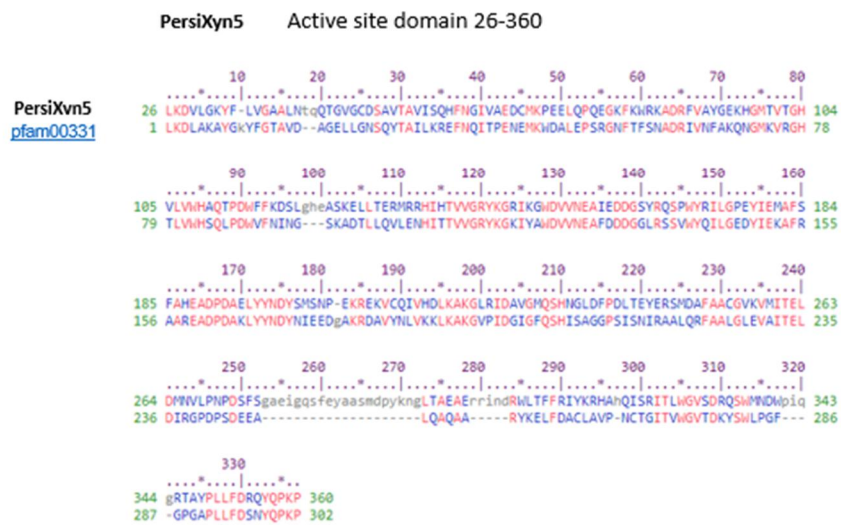 PersiXyn5 Active site domain 26-360
10 20 30 40 50 60 70 80
....*....|....*....|....*....|....*....|....*....|....*....|....*....|....*....|
PersiXvn5 26 LKDVLGKYF-LVGAALNtqQTGVGCDSAVTAVISQHFNGIVAEDCMKPEELQPQEGKFKWRKADRFVAYGEKHGMTVTGH 104
pfam00331 1 LKDLAKAYGkYFGTAVD--AGELLGNSQYTAILKREFNQITPENEMKWDALEPSRGNFTFSNADRIVNFAKQNGMKVRGH 78
90 100 110 120 130 140 150 160
....*....|....*....|....*....|....*....|....*....|....*....|....*....|....*....|
105 VLVWHAQTPDWFFKDSLgheASKELLTERMRRHIHTVVGRYKGRIKGWDVVNEAIEDDGSYRQSPWYRILGPEYIEMAFS 184
79 TLVWHSQLPDWVFNING---SKADTLLQVLENHITTVVGRYKGKIYAWDVVNEAFDDDGGLRSSVWYQILGEDYIEKAFR 155
170 180 190 200 210 220 230 240
....*....|....*....|....*....|....*....|....*....|....*....|....*....|....*....|
185 FAHEADPDAELYYNDYSMSNP-EKREKVCQIVHDLKAKGLRIDAVGMQSHNGLDFPDLTEYERSMDAFAACGVKVMITEL 263
156 AAREADPDAKLYYNDYNIEEDgAKRDAVYNLVKKLKAKGVPIDGIGFQSHISAGGPSISNIRAALQRFAALGLEVAITEL 235
250 260 270 280 290 300 310 320
....*....|....*....|....*....|....*....|....*....|....*....|....*....|....*....|
264 DMNVLPNPDSFSgaeigqsfeyaasmdpykngLTAEAErrindRWLTFFRIYKRHAhQISRITLWGVSDRQSWMNDWpiq 343
236 DIRGPDPSDEEA--------------------LQAQAA-----RYKELFDACLAVP-NCTGITVWGVTDKYSWLPGF--- 286
330
....*....|....*..
344 gRTAYPLLFDRQYQPKP 360
287 -GPGAPLLFDSNYQPKP 302